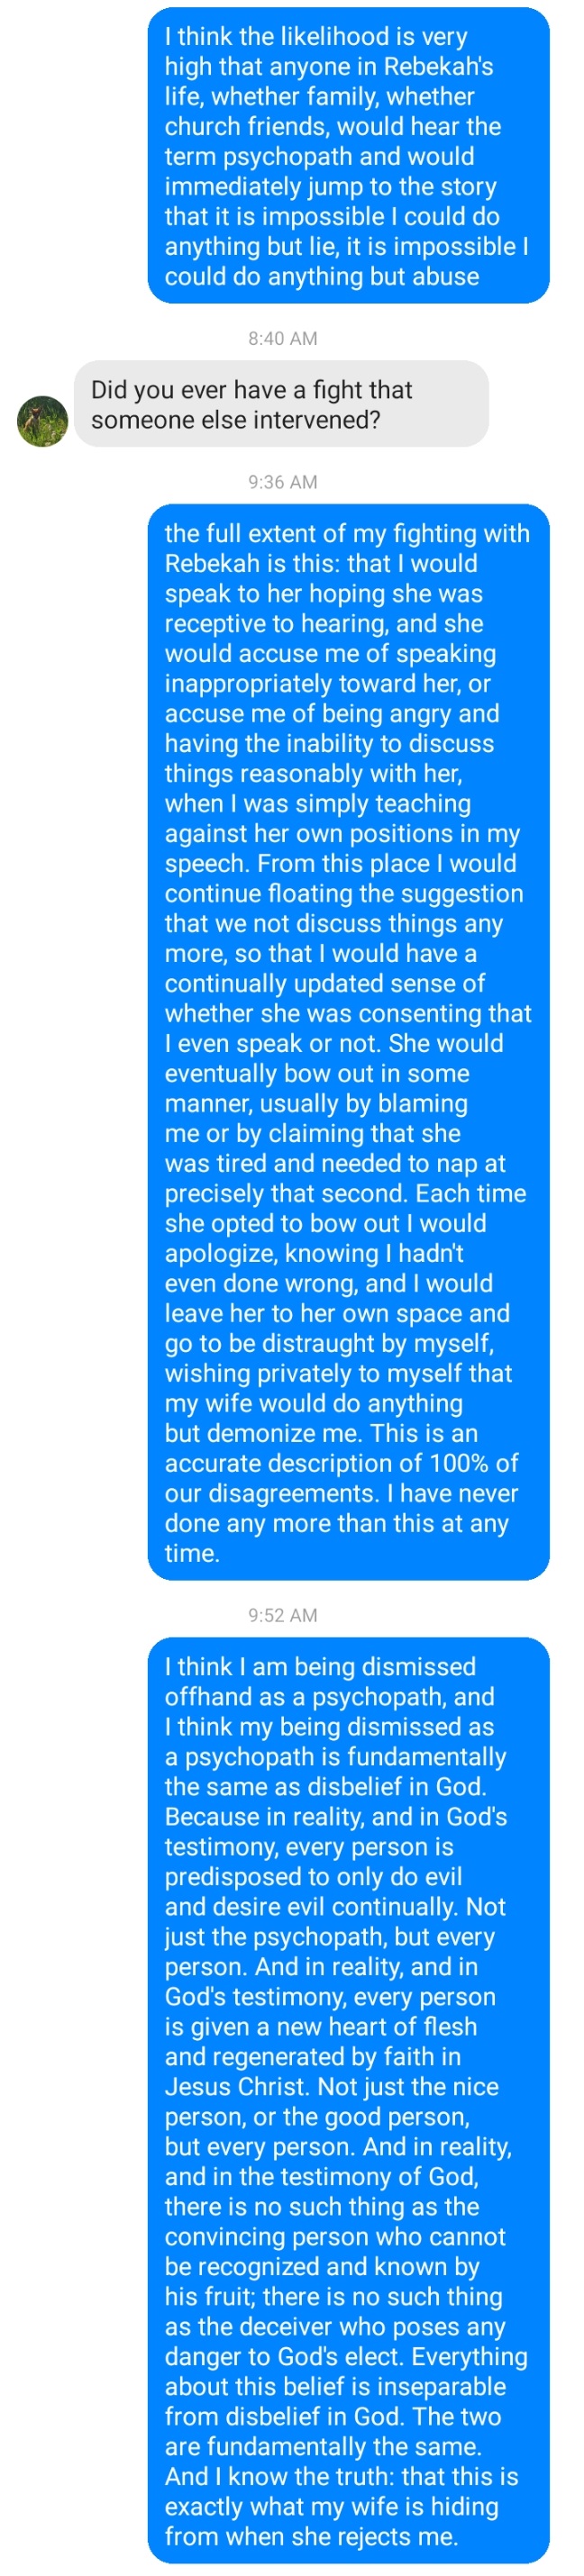 I think the likelihood is very
high that anyone in Rebekah's
life, whether family, whether
church friends, would hear the
term psychopath and would
immediately jump to the story
that it is impossible I could do
anything but lie, it is impossible I
could do anything but abuse
8:40 AM
Did you ever have a fight that
someone else intervened?
9:36 AM
the full extent of my fighting with
Rebekah is this: that I would
speak to her hoping she was
receptive to hearing, and she
would accuse me of speaking
inappropriately toward her, or
accuse me of being angry and
having the inability to discuss
things reasonably with her,
when I was simply teaching
against her own positions in my
speech. From this place I would
continue floating the suggestion
that we not discuss things any
more, so that I would have a
continually updated sense of
whether she was consenting that
I even speak or not. She would
eventually bow out in some
manner, usually by blaming
me or by claiming that she
was tired and needed to nap at
precisely that second. Each time
she opted to bow out I would
apologize, knowing I hadn't
even done wrong, and I would
leave her to her own space and
go to be distraught by myself,
wishing privately to myself that
my wife would do anything
but demonize me. This is an
accurate description of 100% of
our disagreements. I have never
done any more than this at any
time.
9:52 AM
I think I am being dismissed
offhand as a psychopath, and
I think my being dismissed as
a psychopath is fundamentally
the same as disbelief in God.
Because in reality, and in God's
testimony, every person is
predisposed to only do evil
and desire evil continually. Not
just the psychopath, but every
person. And in reality, and in
God's testimony, every person
is given a new heart of flesh
and regenerated by faith in
Jesus Christ. Not just the nice
person, or the good person,
but every person. And in reality,
and in the testimony of God,
there is no such thing as the
convincing person who cannot
be recognized and known by
his fruit; there is no such thing
as the deceiver who poses any
danger to God's elect. Everything
about this belief is inseparable
from disbelief in God. The two
are fundamentally the same.
And I know the truth: that this is
exactly what my wife is hiding
from when she rejects me.